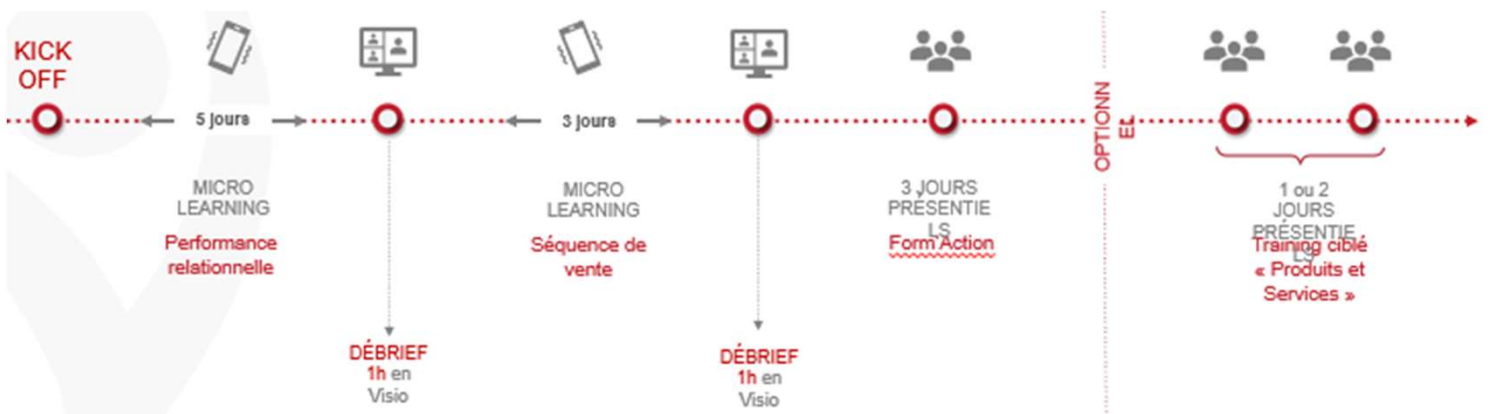 KICK
OFF
5 jours
3 jours
OPTIONN
EL
MICRO
LEARNING
Performance
relationnelle
MICRO
LEARNING
Séquence de
vente
3 JOURS
PRÉSENTIE
LS
Form'Action
1 ou 2
JOURS
PRÉSENTIE
LS
Training ciblé
« Produits et
Services »
DÉBRIEF
1h en
Visio
DÉBRIEF
1h en
Visio